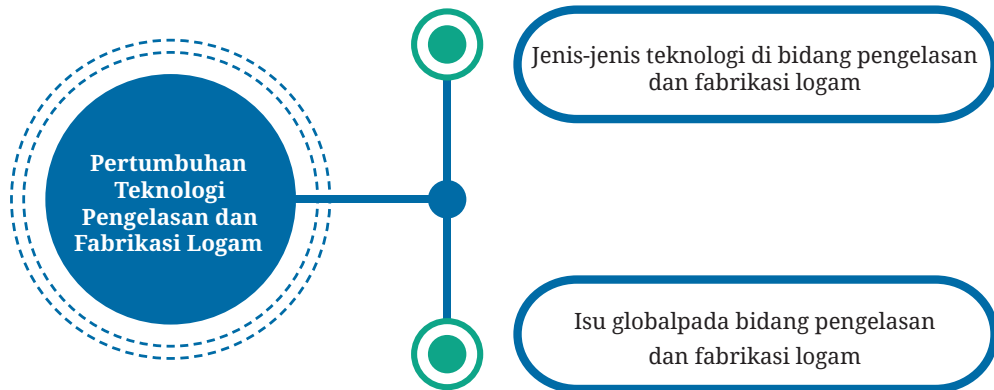 Pertumbuhan
Teknologi
Pengelasan dan
Fabrikasi Logam
Jenis-jenis teknologi di bidang pengelasan
dan fabrikasi logam
Isu globalpada bidang pengelasan
dan fabrikasi logam